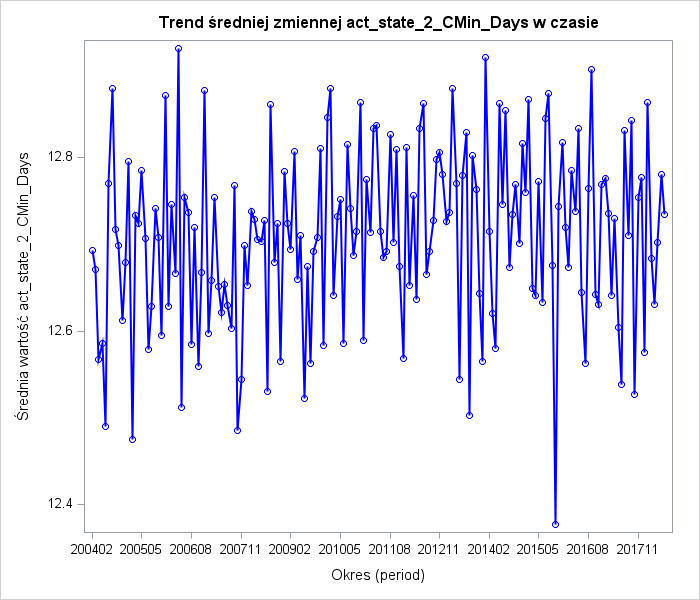 Trend średniej zmiennej act_state_2_CMin_Days w czasie
Średnia wartość act_state_2_CMin_Days
12.8
12.6
12.4
200402 200505 200608 200711 200902 201005 201108 201211 201402 201505 201608 201711
Okres (period)